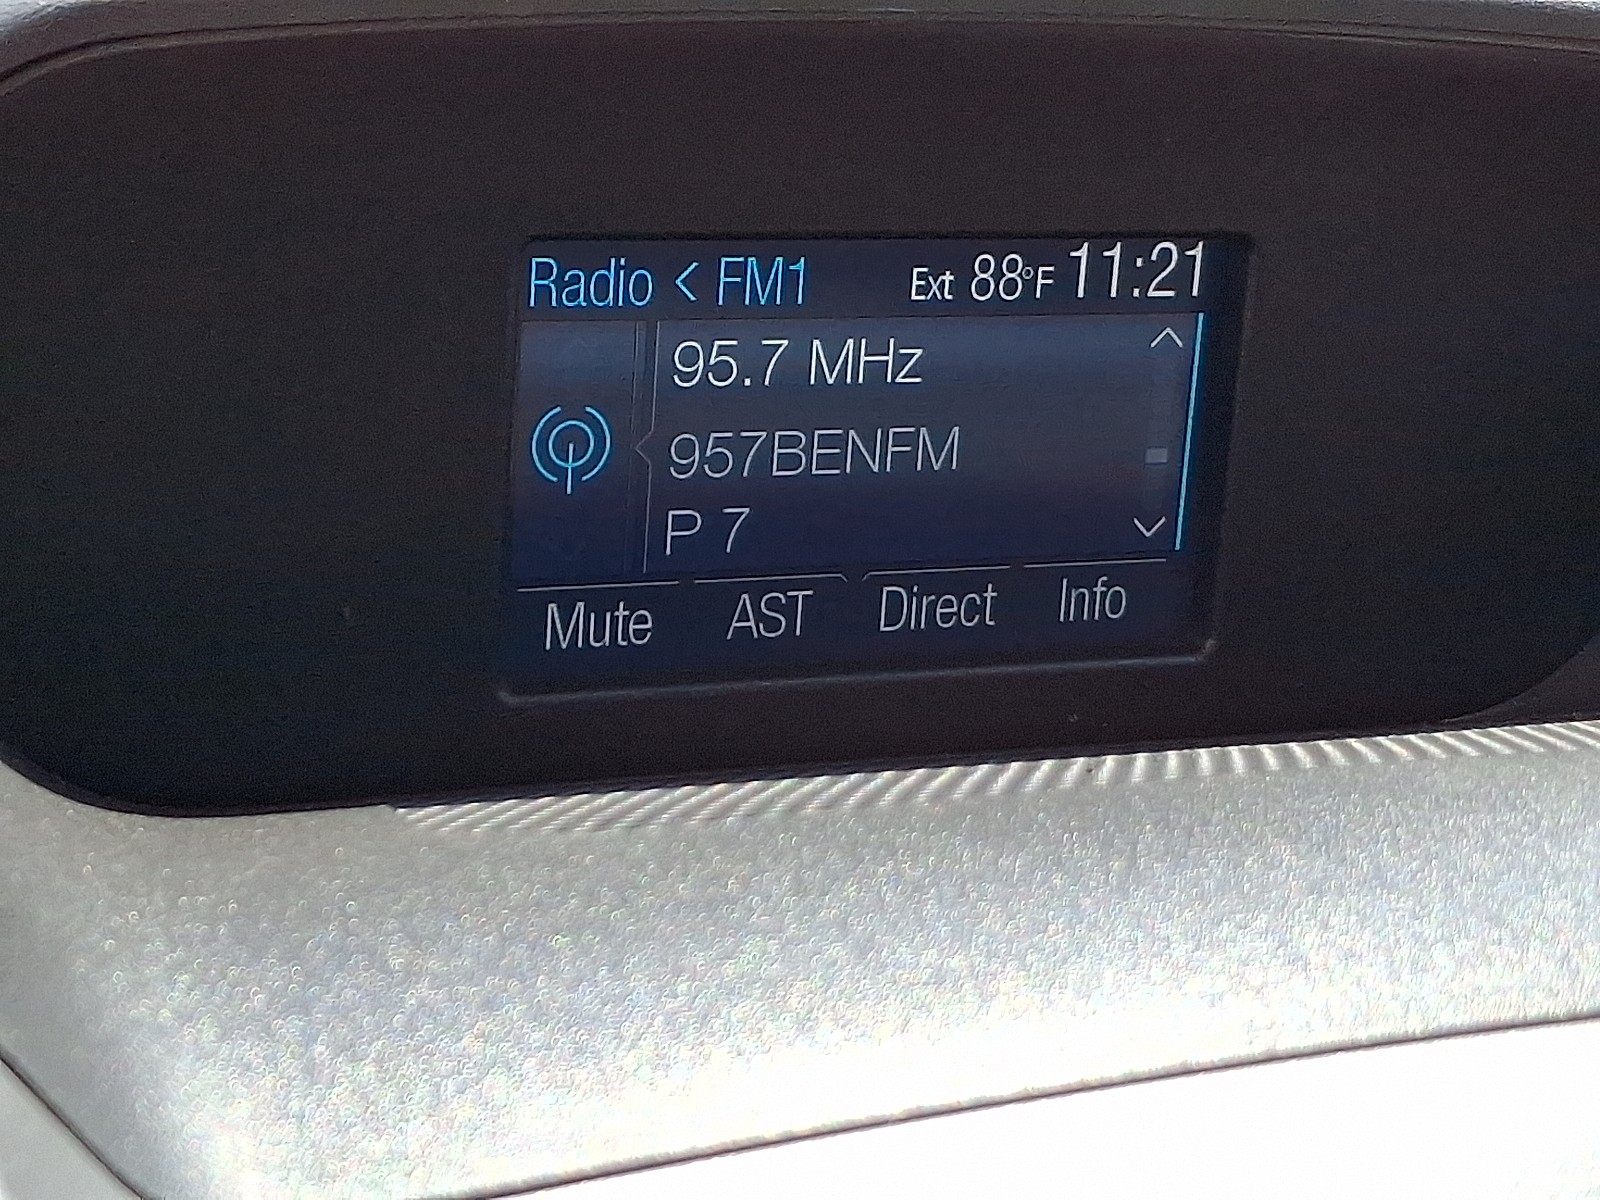 Radio < FM1 Ext 88°F 11:21
95.7 MHz
957BENFM
P 7
Mute AST Direct Info